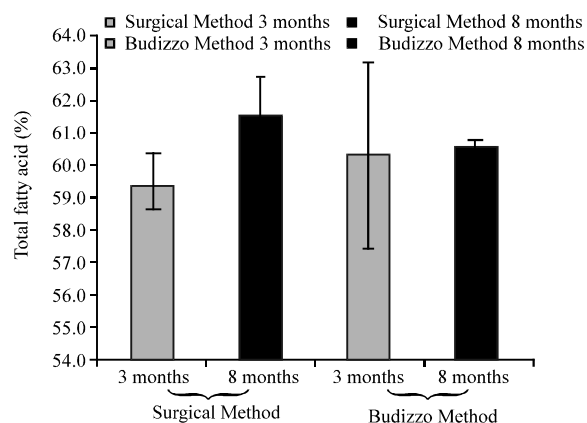 Surgical Method 3 months
Surgical Method 8 months
Budizzo Method 3 months
Budizzo Method 8 months
Total fatty acid (%)
64.0
63.0
62.0
61.0
60.0
59.0
58.0
57.0
56.0
55.0
54.0
3 months
8 months
3 months
8 months
Surgical Method
Budizzo Method